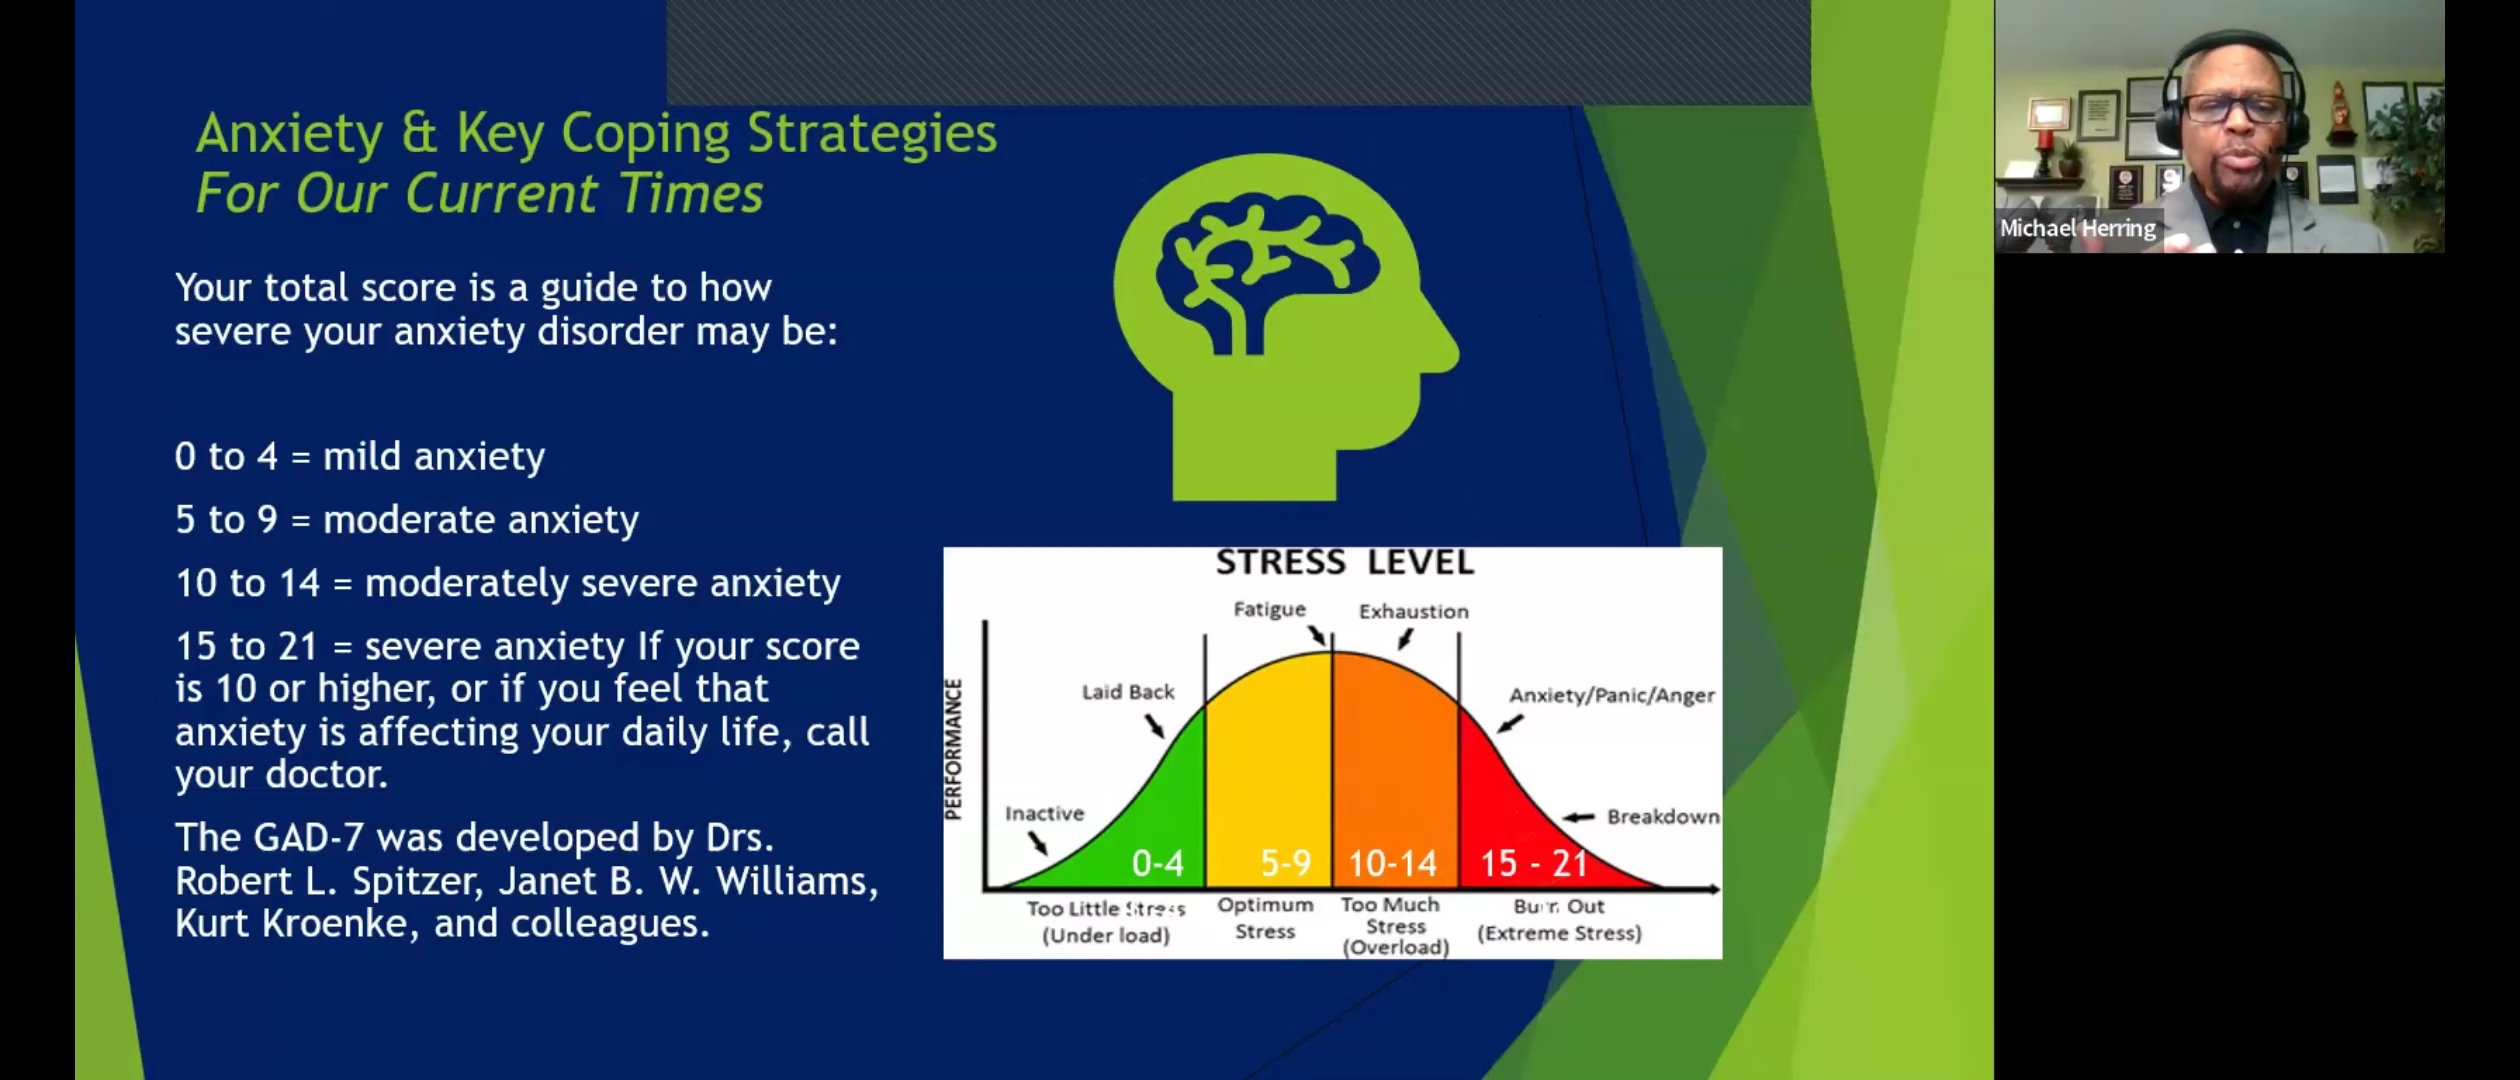 Anxiety & Key Coping Strategies
For Our Current Times
Your total score is a guide to how
severe your anxiety disorder may be:
0 to 4 = mild anxiety
5 to 9 = moderate anxiety
10 to 14 = moderately severe anxiety
15 to 21 = severe anxiety If your score
is 10 or higher, or if you feel that
anxiety is affecting your daily life, call
your doctor.
The GAD-7 was developed by Drs.
Robert L. Spitzer, Janet B. W. Williams,
Kurt Kroenke, and colleagues.
STRESS LEVEL
Fatigue
Exhaustion
Laid Back
Anxiety/Panic/Anger
PERFORMANCE
Inactive
Breakdown
0-4
5-9
10-14
15 - 21
Too Little Stress
(Under load)
Optimum
Stress
Too Much
Stress
(Overload)
Burn Out
(Extreme Stress)
Michael Herring